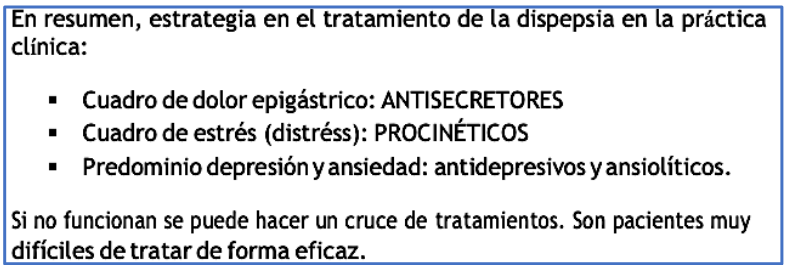 En resumen, estrategia en el tratamiento de la dispepsia en la práctica
clínica:
▪ Cuadro de dolor epigástrico: ANTISECRETORES
▪ Cuadro de estrés (distréss): PROCINÉTICOS
▪ Predominio depresión y ansiedad: antidepresivos y ansiolíticos.
Si no funcionan se puede hacer un cruce de tratamientos. Son pacientes muy
difíciles de tratar de forma eficaz.